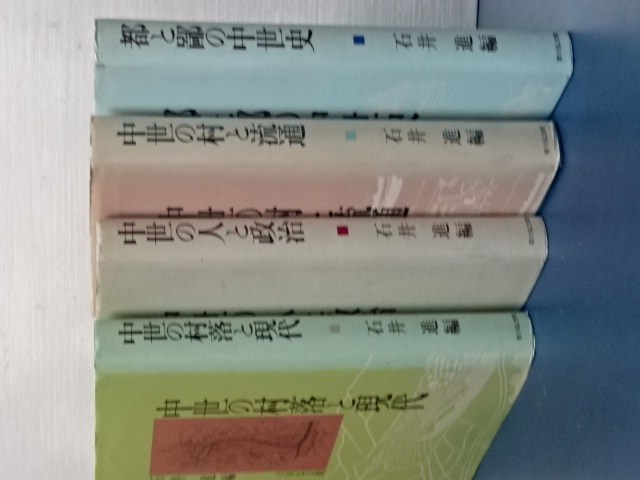 都と鄙の中世史
石井 進編
中世の村と流通
石井 進編
中世の人と政治
石井 進編
中世の村落と現代
石井 進編
中世の村落と現代